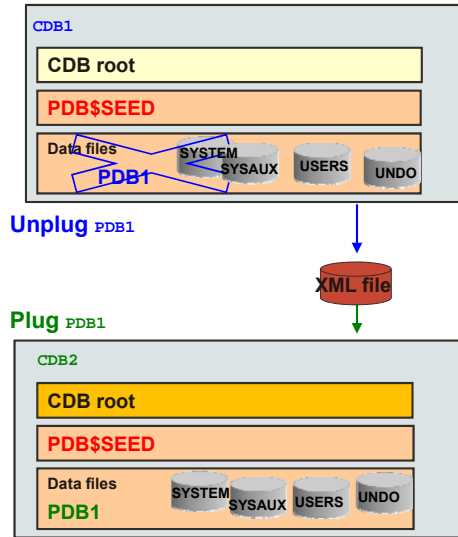 CDB1
CDB root
PDB$SEED
Data files
SYSTEM
PDB1
SYSAUX
USERS
UNDO
Unplug PDB1
XML file
Plug PDB1
CDB2
CDB root
PDB$SEED
Data files
SYSTEM
SYSAUX
USERS
UNDO
PDB1